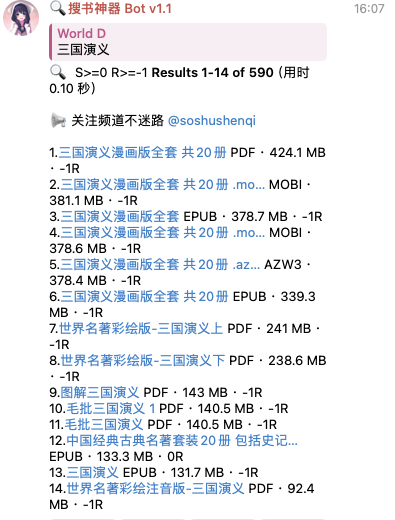 搜书神器 Bot v1.1
16:07
World D
三国演义
S>=0 R>=-1 Results 1-14 of 590 (用时
0.10 秒)
关注频道不迷路 @soshushenqi
1.三国演义漫画版全套 共20册 PDF · 424.1 MB
· -1R
2.三国演义漫画版全套 共20册 .mo... MOBI ·
381.1 MB · -1R
3.三国演义漫画版全套 EPUB · 378.7 MB · -1R
4.三国演义漫画版全套 共20册 .mo... MOBI ·
378.6 MB · -1R
5.三国演义漫画版全套 共20册 .az... AZW3 ·
378.4 MB · -1R
6.三国演义漫画版全套 共20册 EPUB · 339.3
MB · -1R
7.世界名著彩绘版-三国演义上 PDF · 241 MB ·
-1R
8.世界名著彩绘版-三国演义下 PDF · 238.6 MB
· -1R
9.图解三国演义 PDF · 143 MB · -1R
10.毛批三国演义 1 PDF · 140.5 MB · -1R
11.毛批三国演义 PDF · 140.5 MB · -1R
12.中国经典古典名著套装20册 包括史记...
EPUB · 133.3 MB · 0R
13.三国演义 EPUB · 131.7 MB · -1R
14.世界名著彩绘注音版-三国演义 PDF · 92.4
MB · -1R